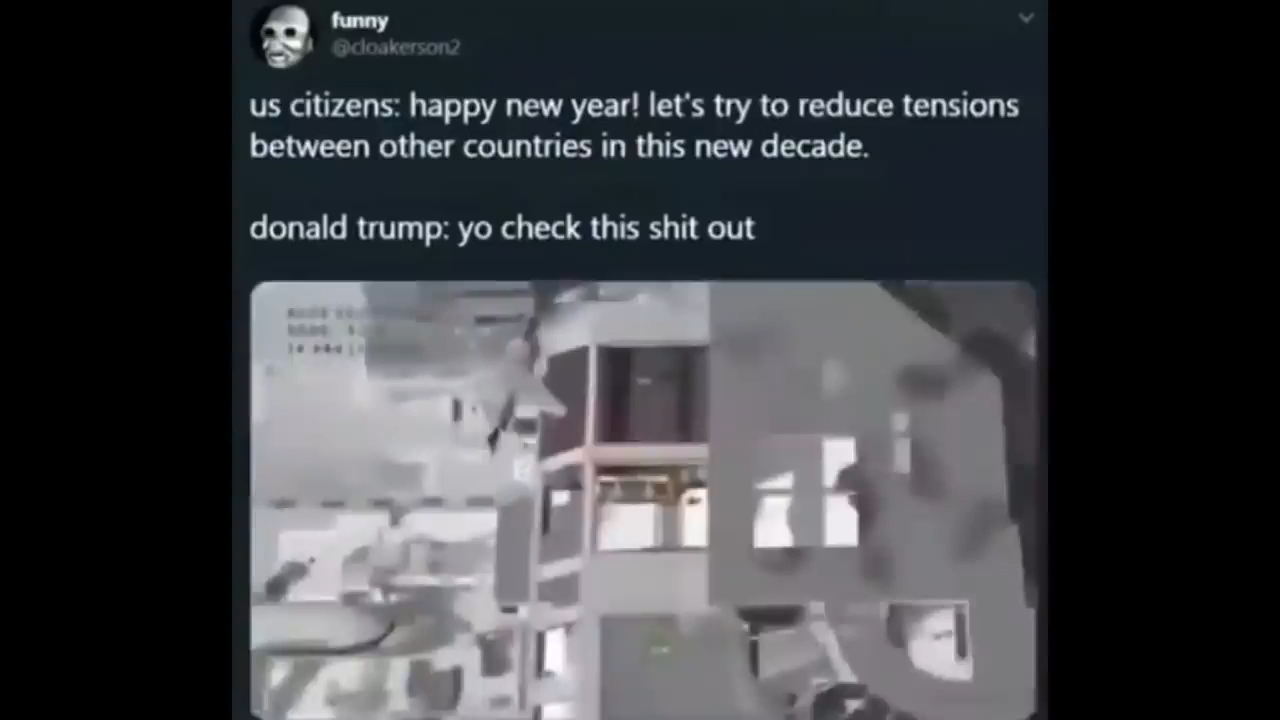 funny
@cloakerson2
us citizens: happy new year! let's try to reduce tensions
between other countries in this new decade.
donald trump: yo check this shit out